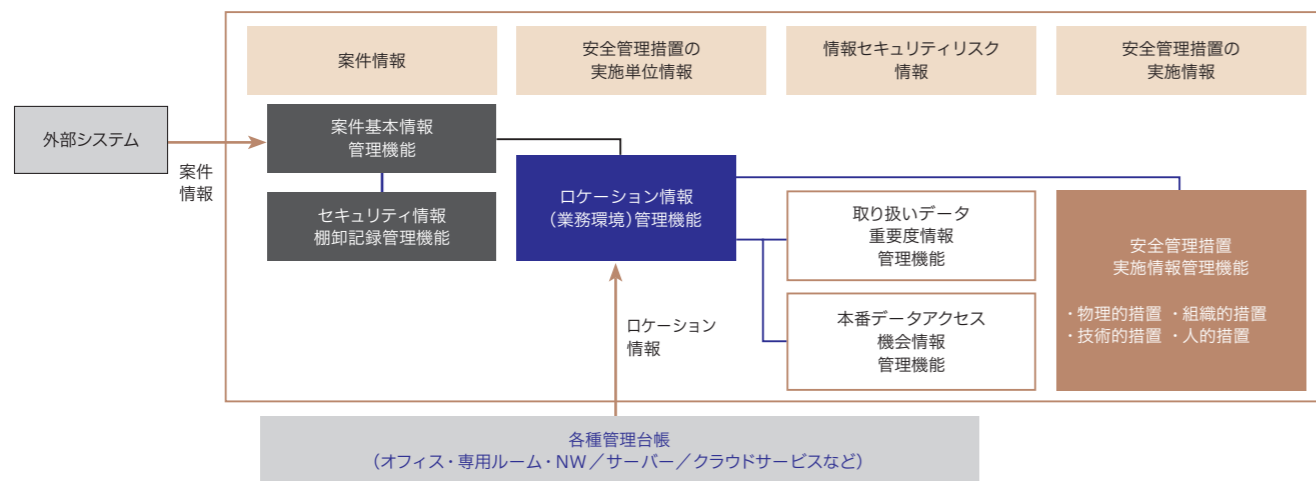 案件情報
安全管理措置の
実施単位情報
情報セキュリティリスク
情報
安全管理措置の
実施情報
外部システム
案件
情報
案件基本情報
管理機能
セキュリティ情報
棚卸記録管理機能
ロケーション情報
（業務環境）管理機能
取り扱いデータ
重要度情報
管理機能
本番データアクセス
機会情報
管理機能
安全管理措置
実施情報管理機能
・物理的措置 ・組織的措置
・技術的措置 ・人的措置
ロケーション
情報
各種管理台帳
（オフィス・専用ルーム・NW／サーバー／クラウドサービスなど）